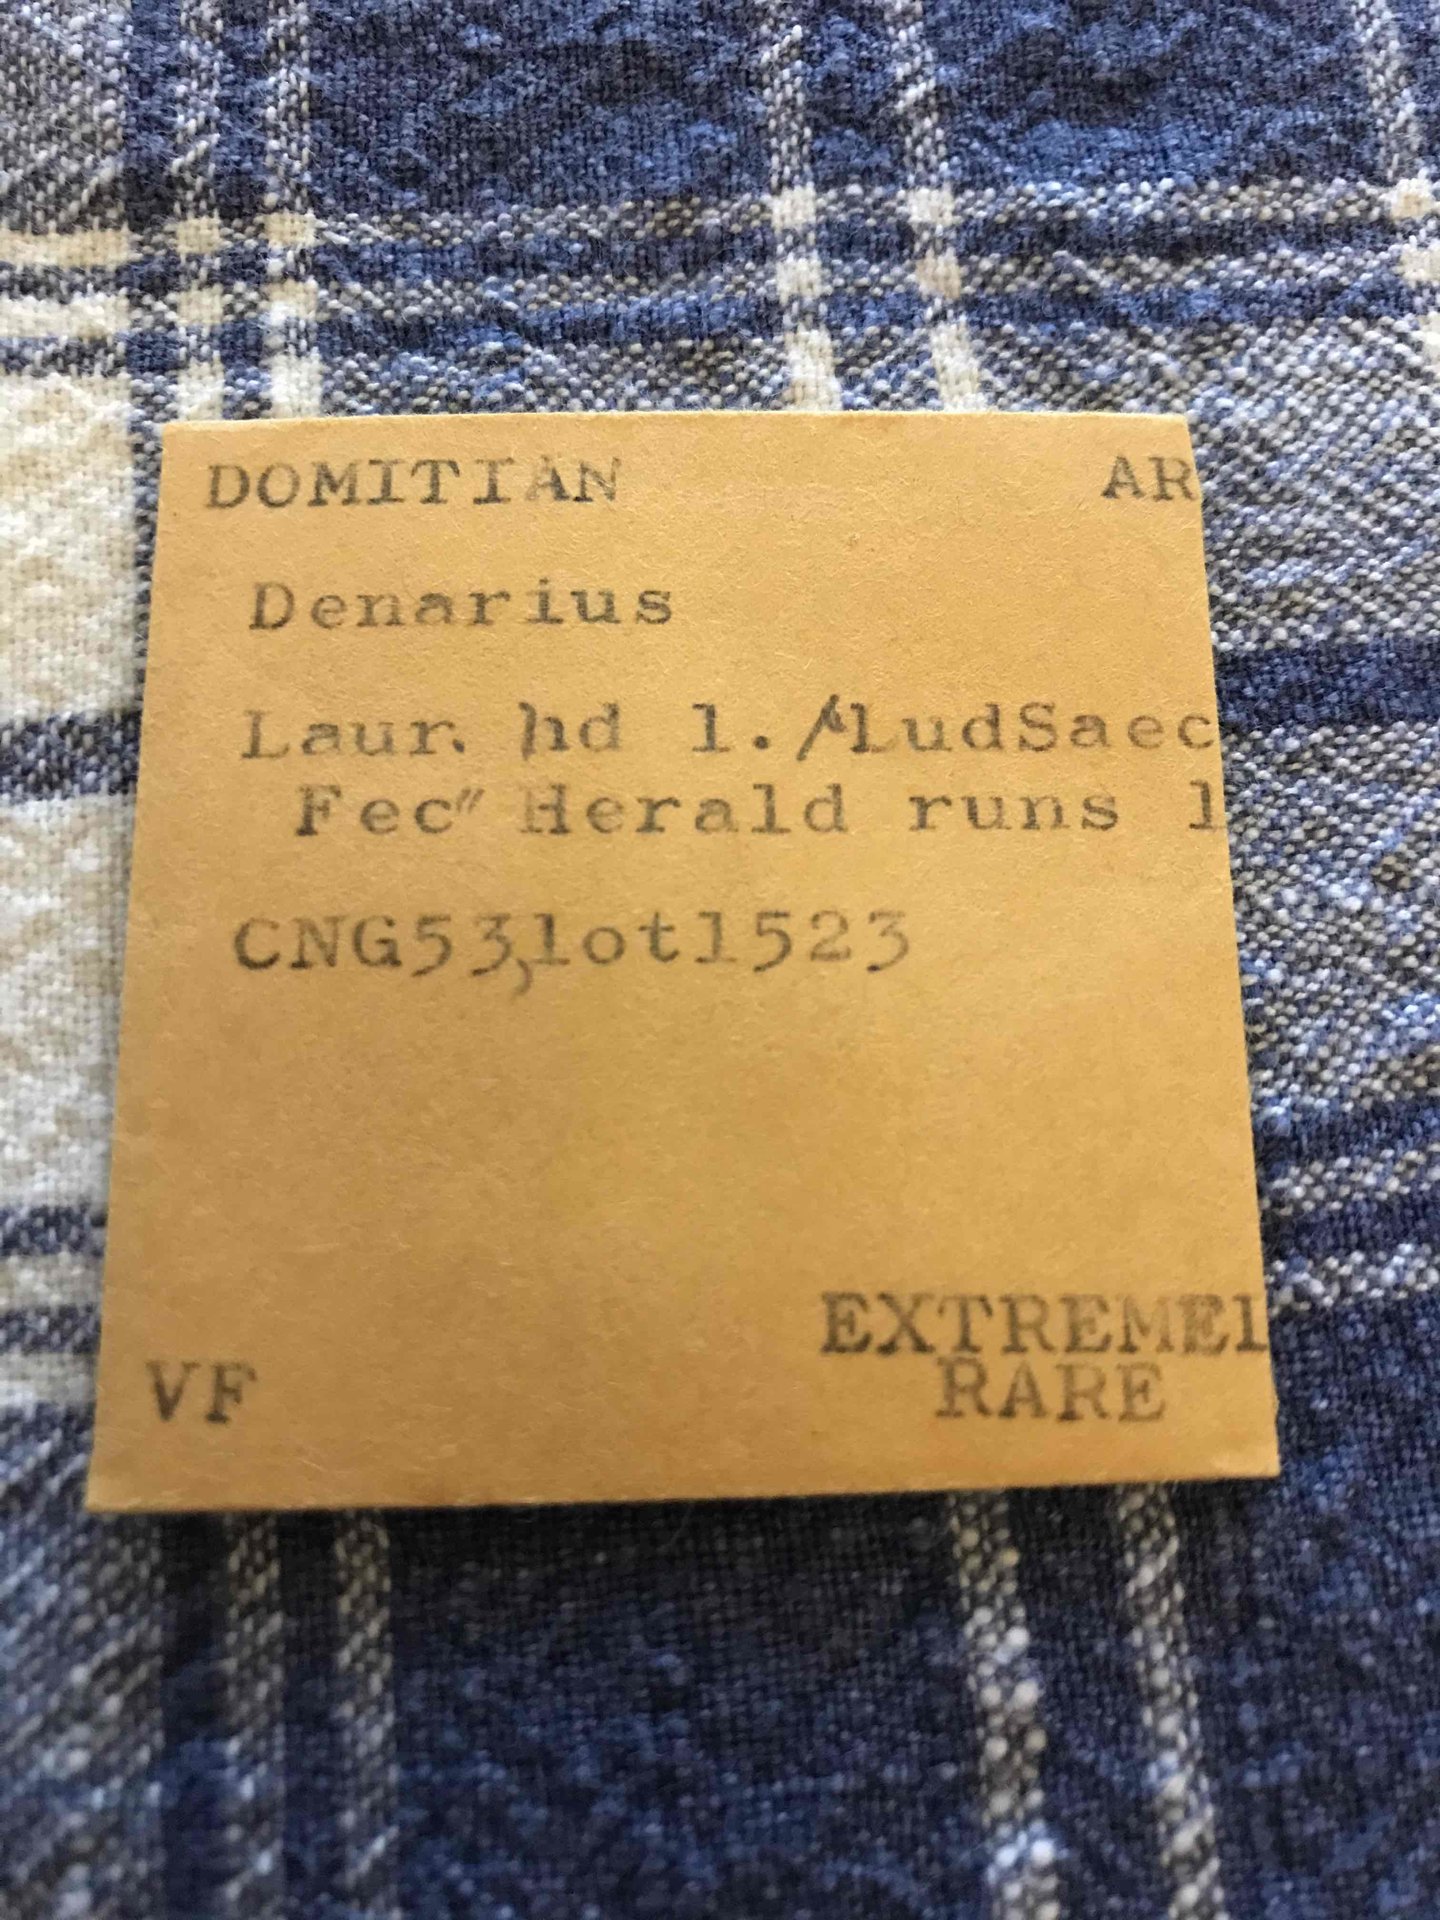 DOMITIAN AR
Denarius
Laur. hd l./"LudSaec
Fec" Herald runs l
CNG53,lot1523
EXTREMEl
RARE
VF